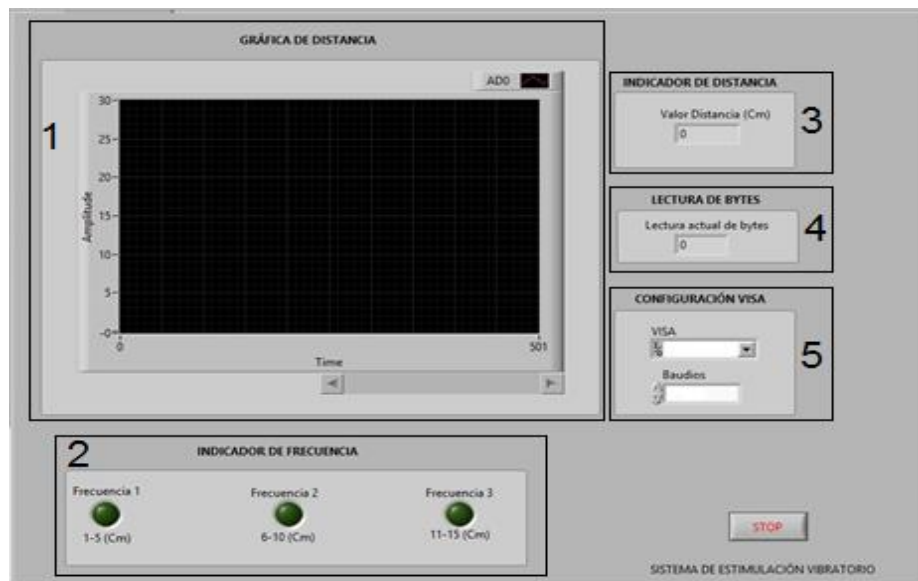 GRÁFICA DE DISTANCIA
AD0
1
30
25
20
15
10
5
-0
Amplitude
0
501
Time
INDICADOR DE DISTANCIA
Valor Distancia (Cm)
0
3
LECTURA DE BYTES
Lectura actual de bytes
0
4
CONFIGURACIÓN VISA
VISA
Baudios
5
2
INDICADOR DE FRECUENCIA
Frecuencia 1
Frecuencia 2
Frecuencia 3
1-5 (Cm)
6-10 (Cm)
11-15 (Cm)
STOP
SISTEMA DE ESTIMULACIÓN VIBRATORIO